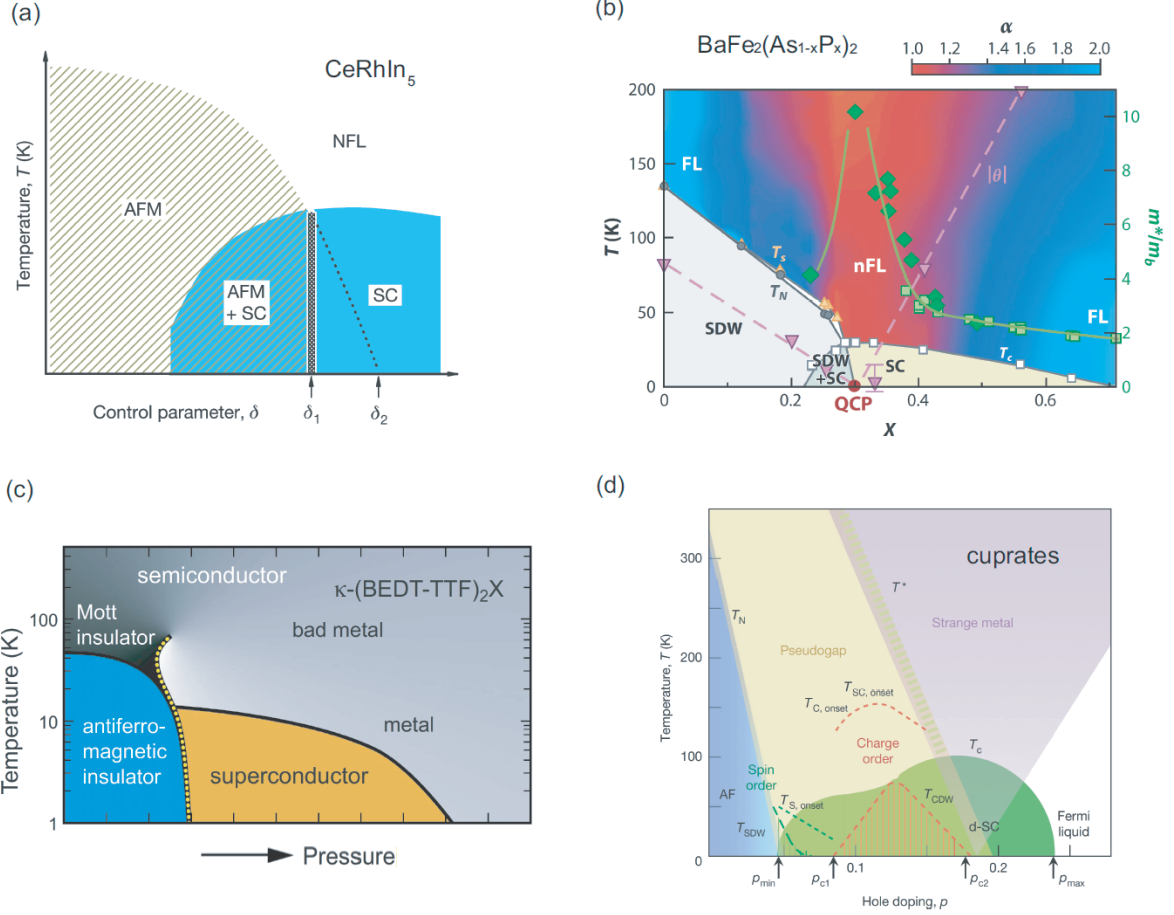 (a)
CeRhIn5
NFL
AFM
AFM
+ SC
SC
Temperature, T (K)
Control parameter, δ
δ1
δ2
(b)
BaFe2(As1-xPx)2
α
1.0
1.2
1.4
1.6
2.0
200
150
100
50
0
T (K)
10
8
6
4
2
0
m*/mb
FL
Ts
TN
nFL
|θ|
SDW
SDW
+SC
SC
Tc
FL
QCP
0
0.2
0.4
0.6
X
(c)
semiconductor
κ-(BEDT-TTF)2X
Mott
insulator
bad metal
antiferro-
magnetic
insulator
metal
superconductor
100
10
1
Temperature (K)
Pressure
(d)
cuprates
300
200
100
0
Temperature, T (K)
TN
T*
Strange metal
Pseudogap
TSC, onset
TC, onset
Charge
order
Tc
Spin
order
AF
TS, onset
TCDW
TSDW
d-SC
Fermi
liquid
pmin
pc1
0.1
pc2
0.2
pmax
Hole doping, p